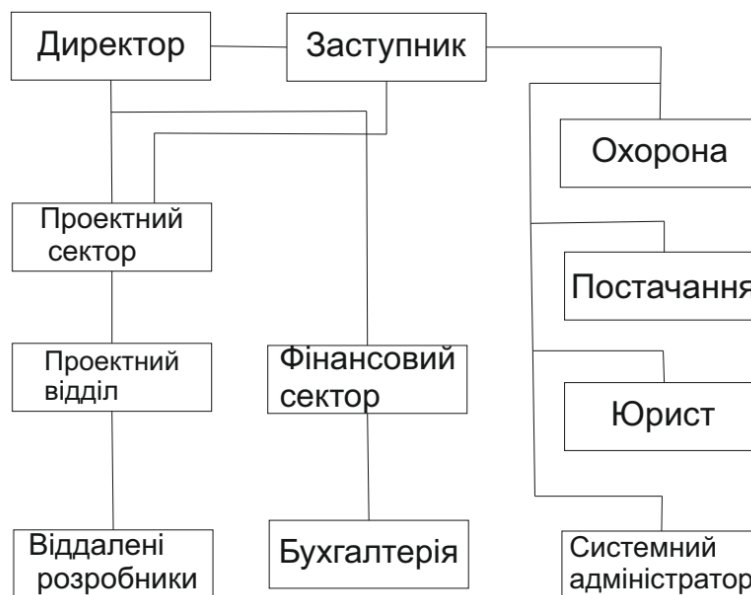 Директор
Заступник
Охорона
Проектний
сектор
Постачання
Проектний
відділ
Фінансовий
сектор
Юрист
Віддалені
розробники
Бухгалтерія
Системний
адміністратор